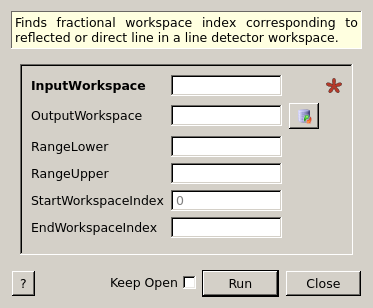 Finds fractional workspace index corresponding to
reflected or direct line in a line detector workspace.
InputWorkspace
OutputWorkspace
RangeLower
RangeUpper
StartWorkspaceIndex 0
EndWorkspaceIndex
? Keep Open Run Close